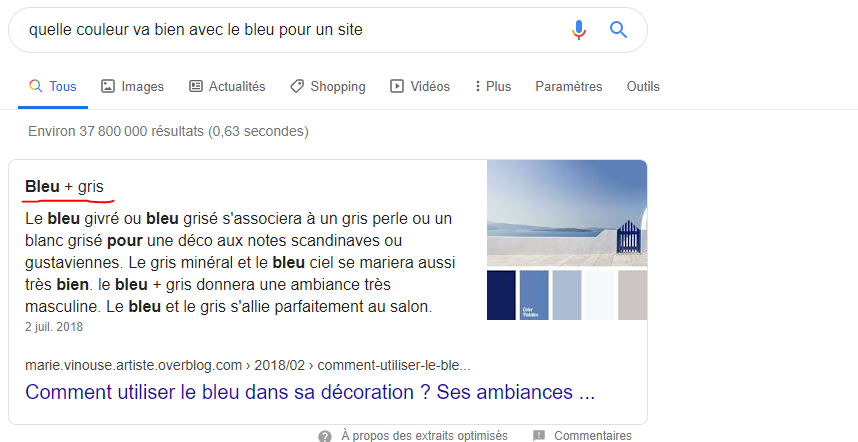 quelle couleur va bien avec le bleu pour un site
Tous Images Actualités Shopping Vidéos Plus Paramètres Outils
Environ 37 800 000 résultats (0,63 secondes)
Bleu + gris
Le bleu givré ou bleu grisé s'associera à un gris perle ou un
blanc grisé pour une déco aux notes scandinaves ou
gustaviennes. Le gris minéral et le bleu ciel se mariera aussi
très bien. le bleu + gris donnera une ambiance très
masculine. Le bleu et le gris s'allie parfaitement au salon.
2 juil. 2018
marie.vinouse.artiste.overblog.com › 2018/02 › comment-utiliser-le-ble...
Comment utiliser le bleu dans sa décoration ? Ses ambiances ...
À propos des extraits optimisés Commentaires